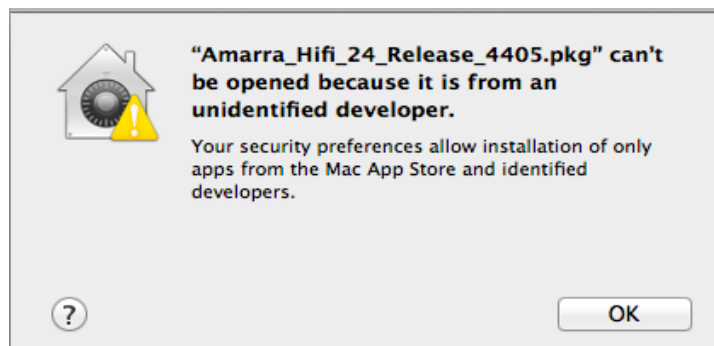 “Amarra_Hifi_24_Release_4405.pkg” can't
be opened because it is from an
unidentified developer.
Your security preferences allow installation of only
apps from the Mac App Store and identified
developers.
?
OK